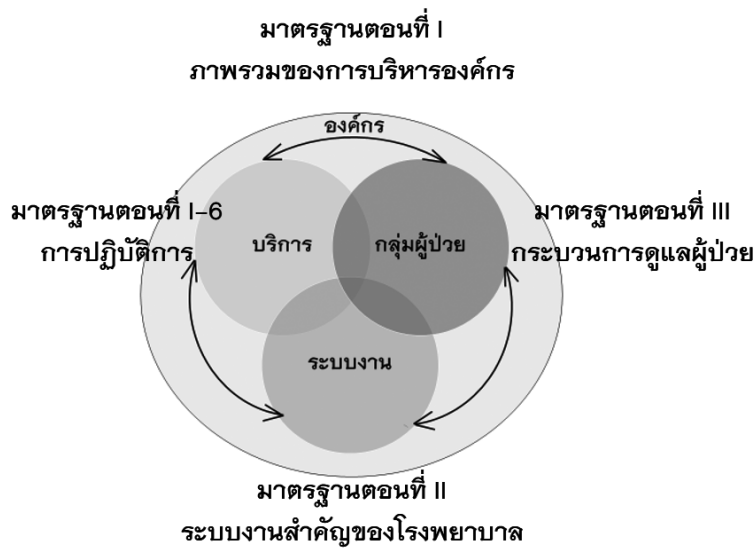 มาตรฐานตอนที่ I
ภาพรวมของการบริหารองค์กร
องค์กร
มาตรฐานตอนที่ I-6
การปฏิบัติการ
บริการ
กลุ่มผู้ป่วย
มาตรฐานตอนที่ III
กระบวนการดูแลผู้ป่วย
ระบบงาน
มาตรฐานตอนที่ II
ระบบงานสำคัญของโรงพยาบาล